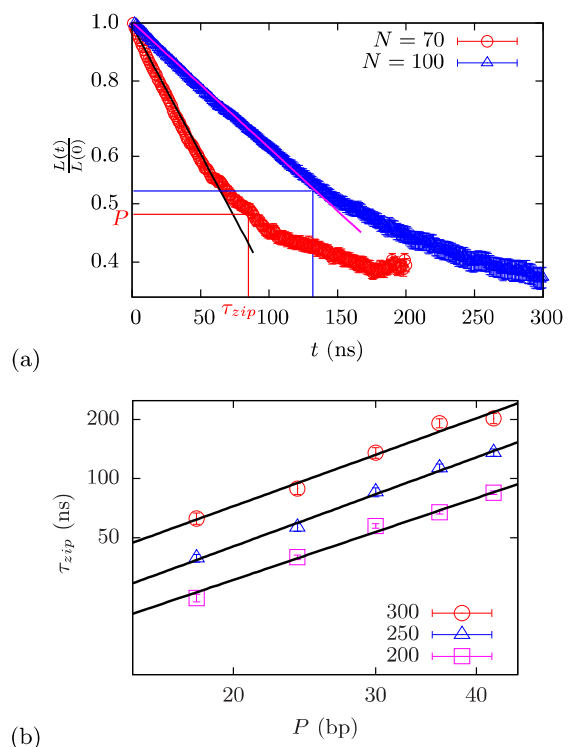 1.0
0.8
0.6
0.5
0.4
L(t)
L(0)
P
N = 70
N = 100
0 50 100 150 200 250 300
τzip
t (ns)
(a)
200
100
50
τzip (ns)
300
250
200
20 30 40
P (bp)
(b)